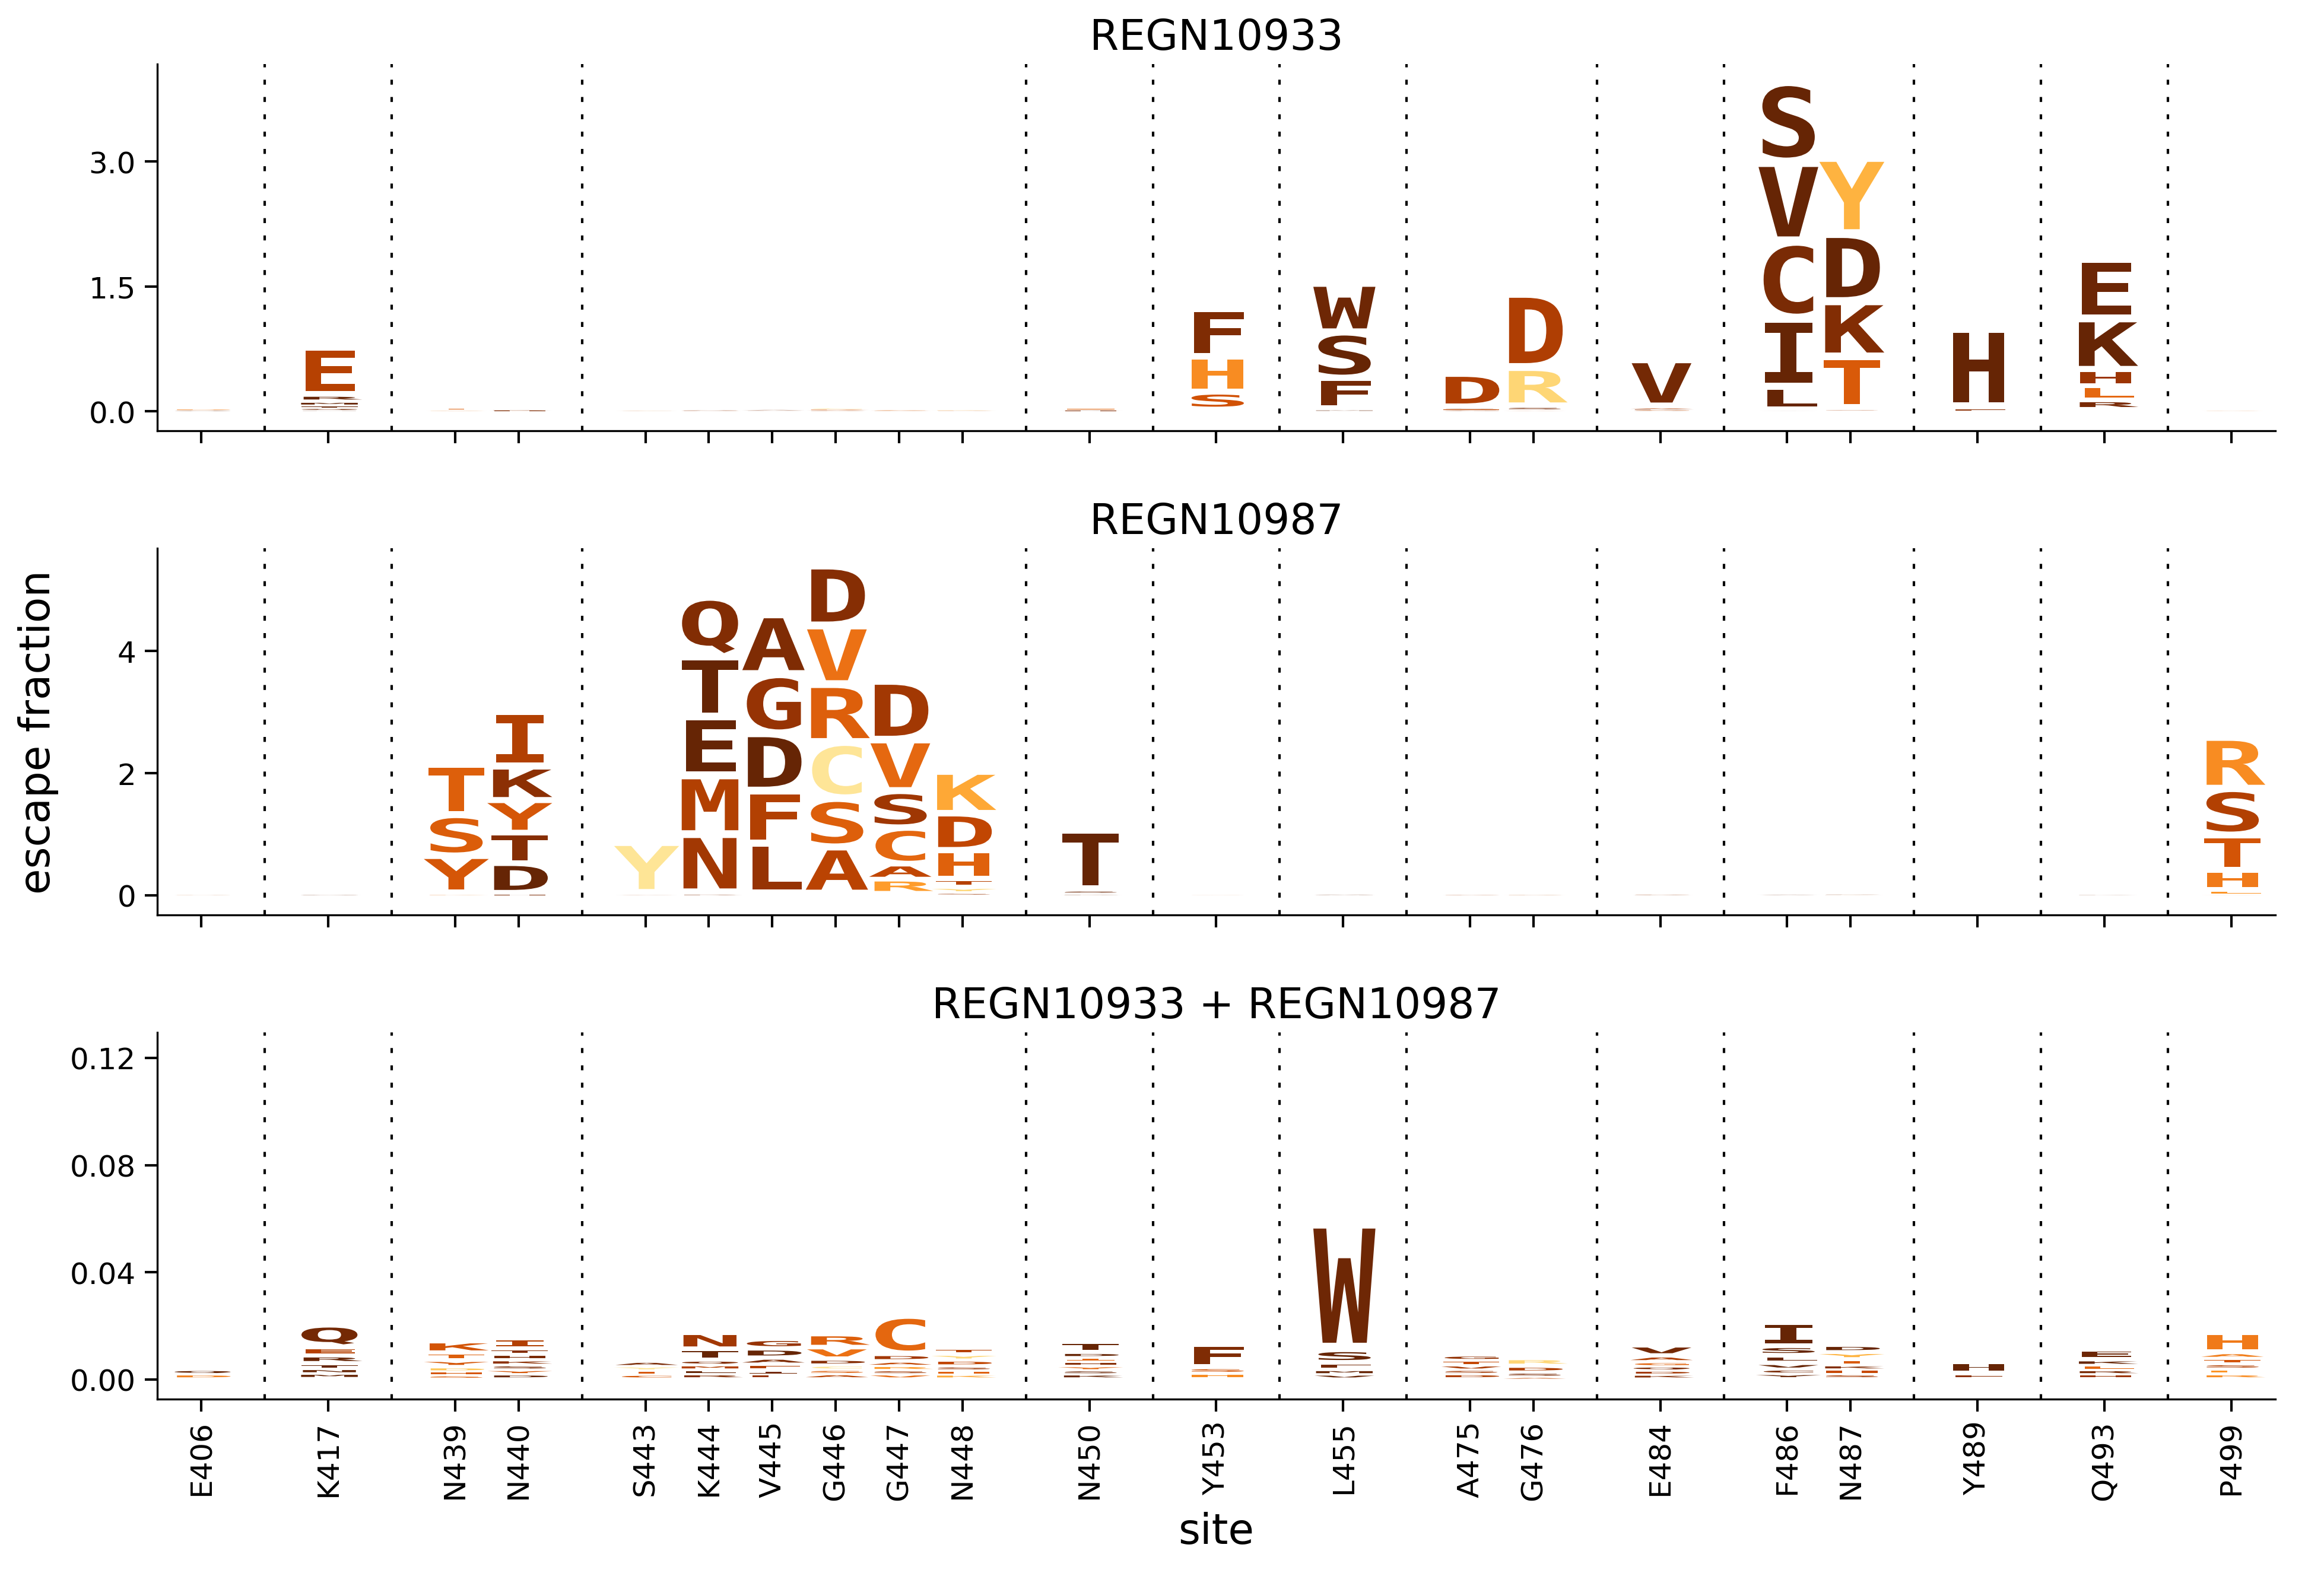 REGN10933
3.0
1.5
0.0
E
F
H
S
W
S
F
D
D
R
V
S
V
C
I
L
Y
D
K
T
H
E
K
H
L
R
REGN10987
escape fraction
4
2
0
T
S
Y
I
K
Y
T
D
Y
Q
T
E
M
N
A
G
D
F
L
D
V
R
C
S
A
D
V
S
C
A
R
K
D
H
T
R
S
T
H
REGN10933 + REGN10987
0.12
0.08
0.04
0.00
Q
E
K
N
R
V
C
F
W
S
I
H
H
E406 K417 N439 N440 S443 K444 V445 G446 G447 N448 N450 Y453 L455 A475 G476 E484 F486 N487 Y489 Q493 P499
site